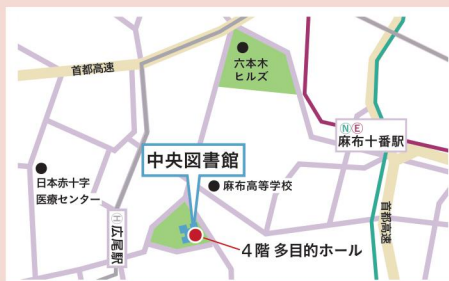 首都高速
六本木
ヒルズ
Ⓝ Ⓔ
麻布十番駅
中央図書館
日本赤十字
医療センター
麻布高等学校
Ⓗ
広尾駅
首都高速
4階 多目的ホール